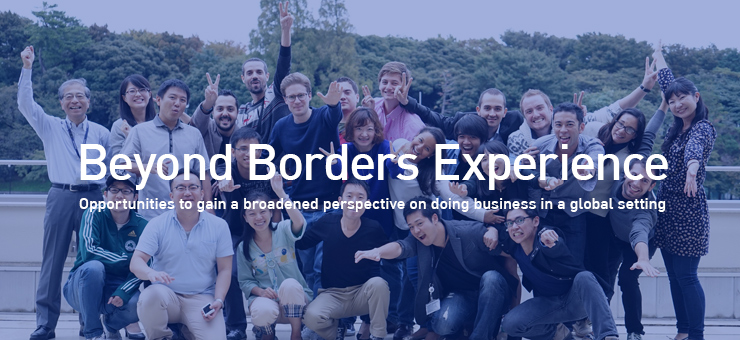 Beyond Borders Experience
Opportunities to gain a broadened perspective on doing business in a global setting